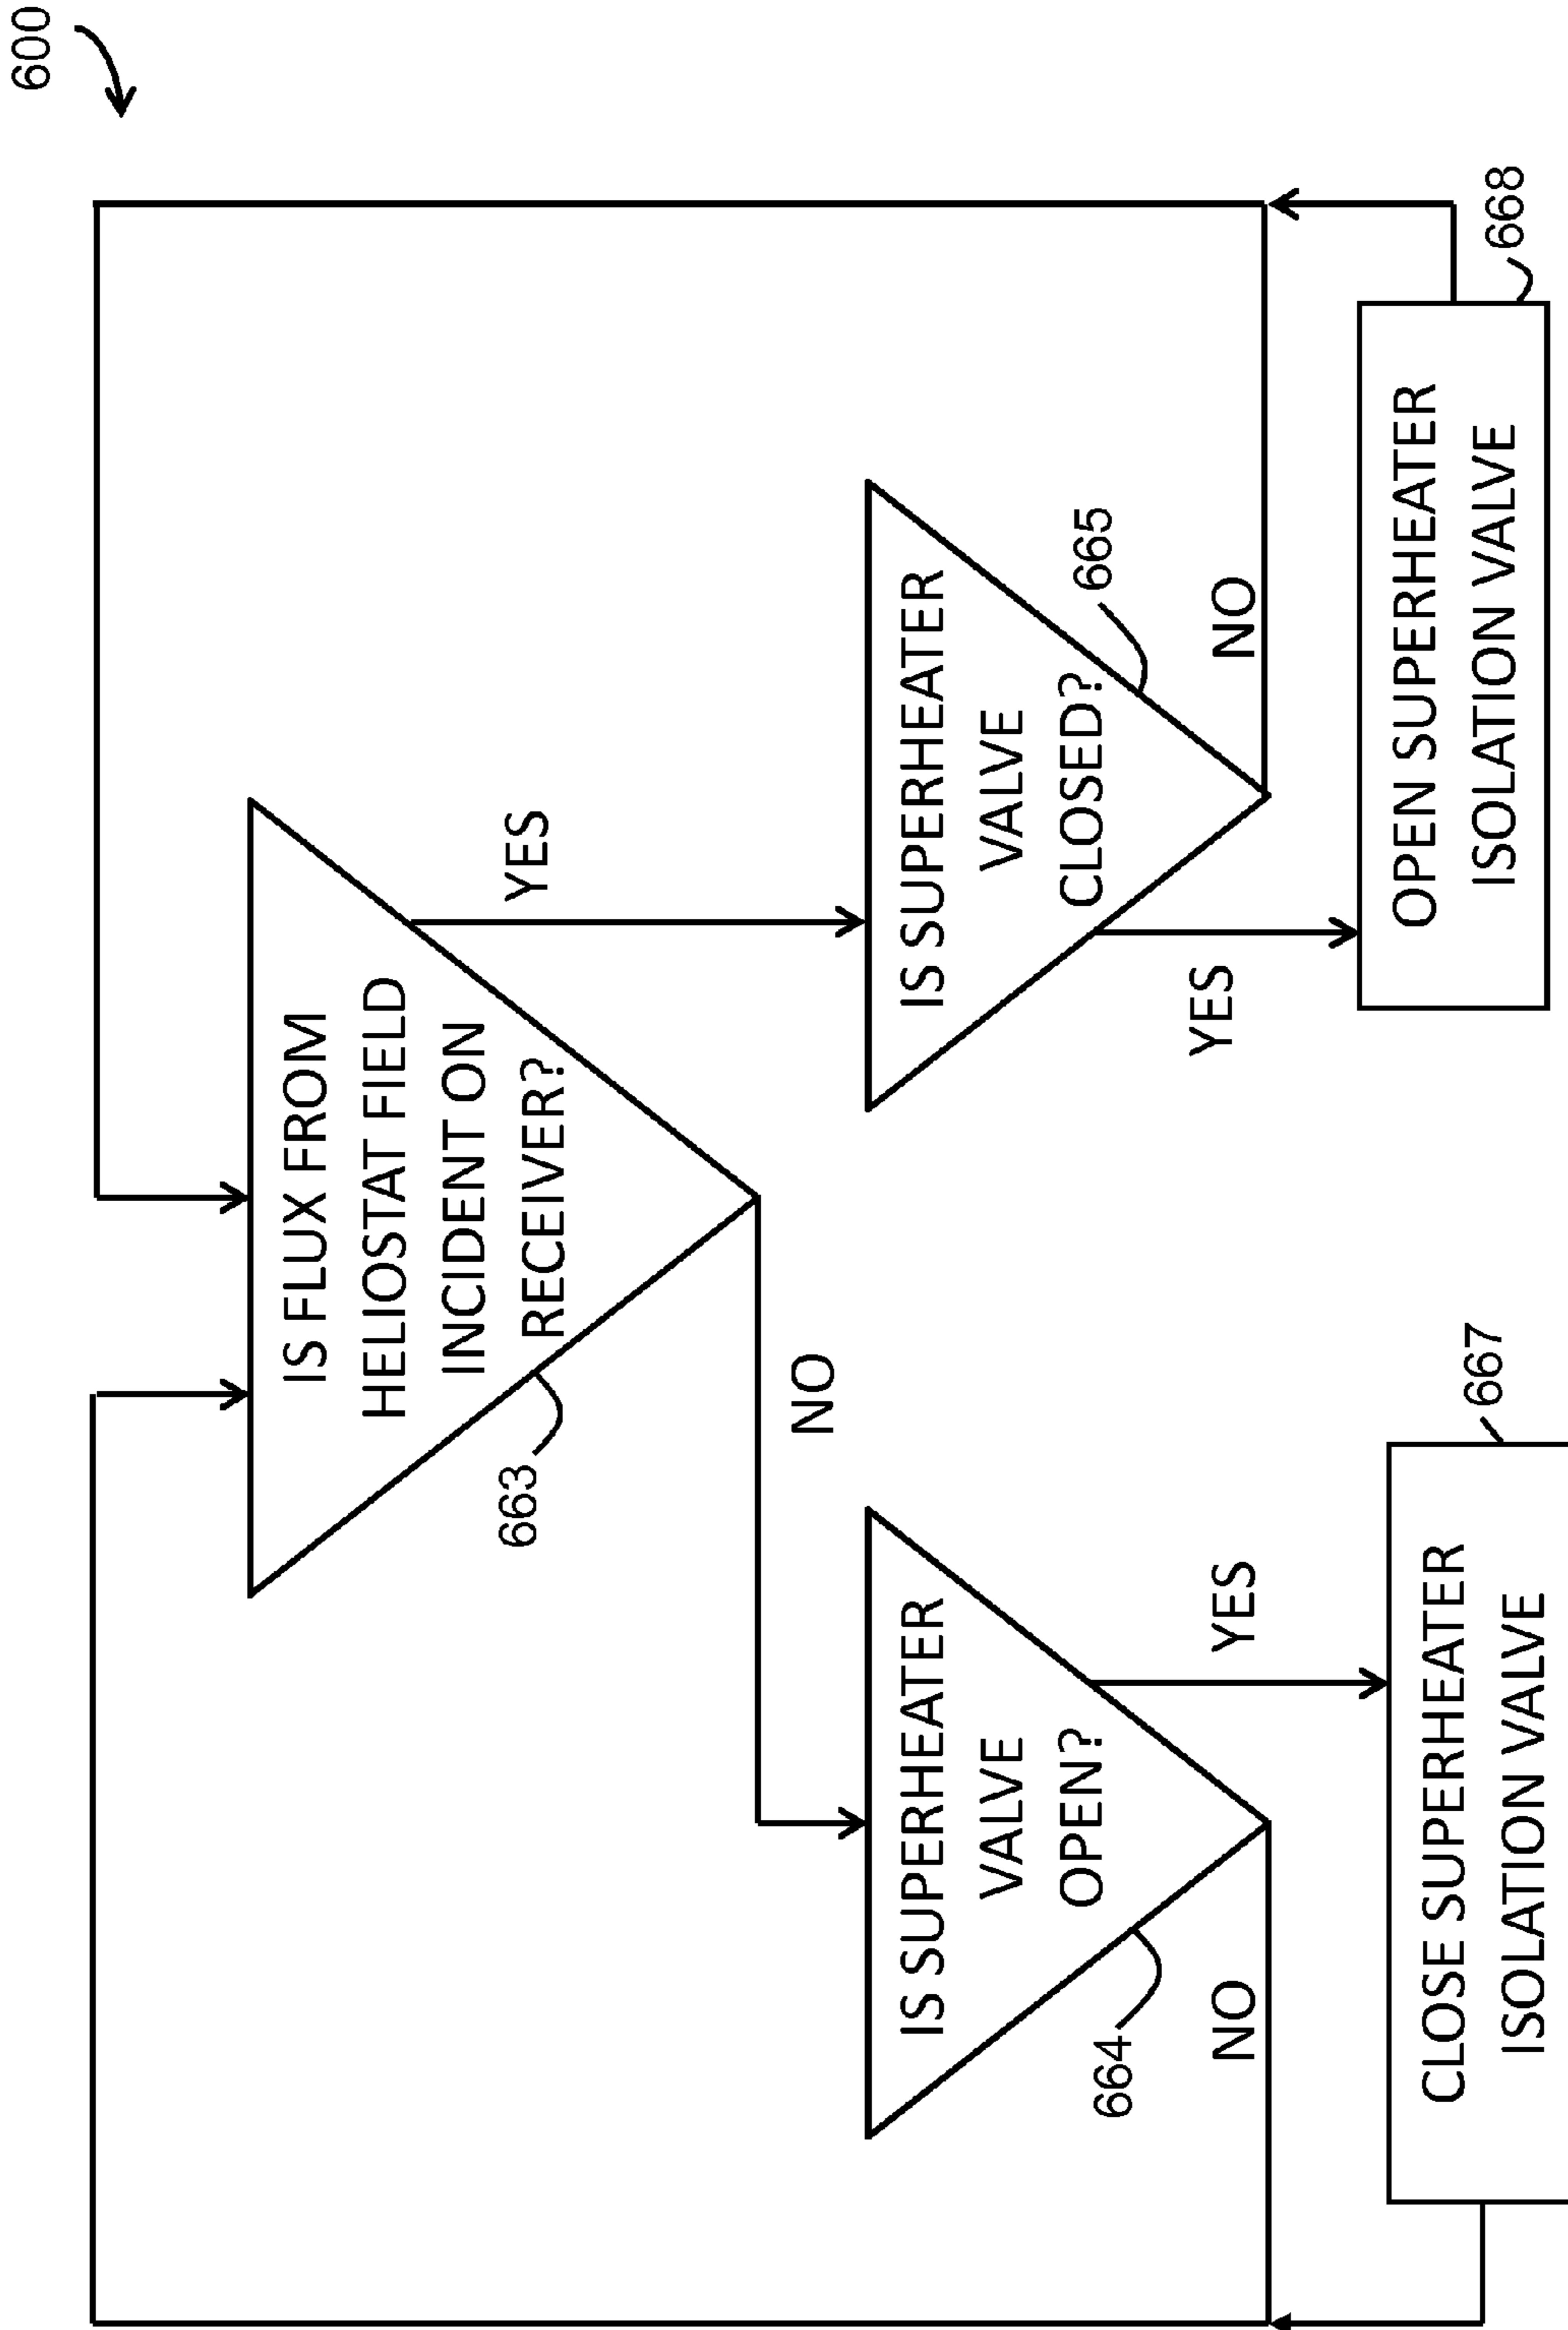 600
IS FLUX FROM
HELIOSTAT FIELD
INCIDENT ON
RECEIVER?
663
YES
NO
IS SUPERHEATER
VALVE
OPEN?
664
NO
YES
IS SUPERHEATER
VALVE
CLOSED?
665
YES
NO
CLOSE SUPERHEATER
ISOLATION VALVE
667
OPEN SUPERHEATER
ISOLATION VALVE
668